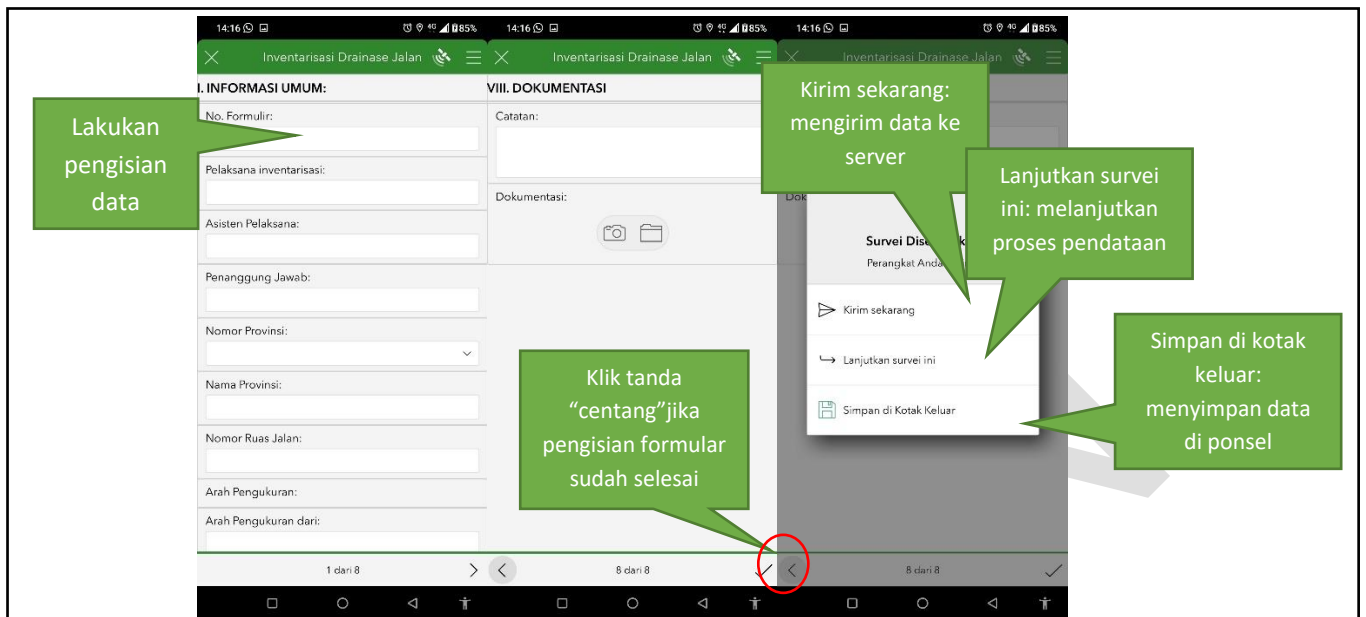 14:16 4G 85%
Inventarisasi Drainase Jalan
I. INFORMASI UMUM:
No. Formulir:
Pelaksana inventarisasi:
Asisten Pelaksana:
Penanggung Jawab:
Nomor Provinsi:
Nama Provinsi:
Nomor Ruas Jalan:
Arah Pengukuran:
Arah Pengukuran dari:
1 dari 8
Lakukan
pengisian
data
14:16 4G 85%
Inventarisasi Drainase Jalan
VIII. DOKUMENTASI
Catatan:
Dokumentasi:
8 dari 8
Klik tanda
“centang”jika
pengisian formular
sudah selesai
14:16 4G 85%
Inventarisasi Drainase Jalan
Kirim sekarang:
mengirim data ke
server
Lanjutkan survei
ini: melanjutkan
proses pendataan
Simpan di kotak
keluar:
menyimpan data
di ponsel
Survei
Perangkat Anda
Kirim sekarang
Lanjutkan survei ini
Simpan di Kotak Keluar
8 dari 8